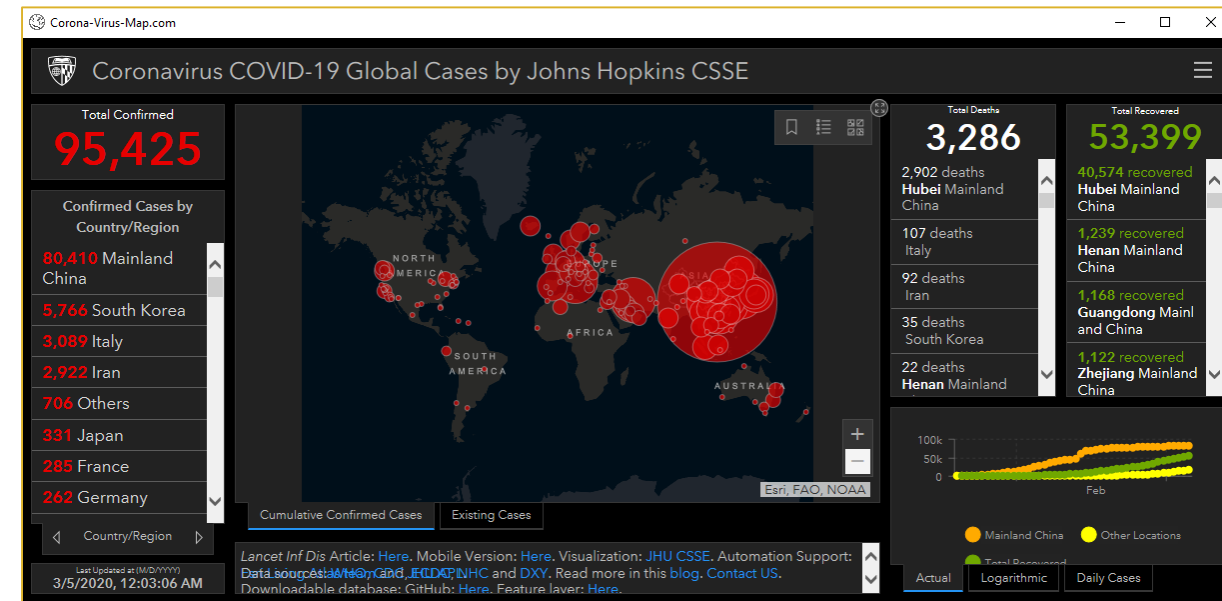 Corona-Virus-Map.com
Coronavirus COVID-19 Global Cases by Johns Hopkins CSSE
Total Confirmed
95,425
Confirmed Cases by
Country/Region
80,410 Mainland
China
5,766 South Korea
3,089 Italy
2,922 Iran
706 Others
331 Japan
285 France
262 Germany
Country/Region
Last Updated at (M/D/YYYY)
3/5/2020, 12:03:06 AM
NORTH
AMERICA
EUROPE
ASIA
AFRICA
SOUTH
AMERICA
AUSTRALIA
+
−
Esri, FAO, NOAA
Cumulative Confirmed Cases
Existing Cases
Lancet Inf Dis Article: Here. Mobile Version: Here. Visualization: JHU CSSE. Automation Support:
Data sources: WHO, CDC, NHC and DXY. Read more in this blog. Contact US.
Downloadable database: GitHub: Here. Feature layer: Here.
Total Deaths
3,286
2,902 deaths
Hubei Mainland
China
107 deaths
Italy
92 deaths
Iran
35 deaths
South Korea
22 deaths
Henan Mainland
Total Recovered
53,399
40,574 recovered
Hubei Mainland
China
1,239 recovered
Henan Mainland
China
1,168 recovered
Guangdong Mainl
and China
1,122 recovered
Zhejiang Mainland
China
100k
50k
0
Feb
Mainland China
Other Locations
Total Recovered
Actual
Logarithmic
Daily Cases